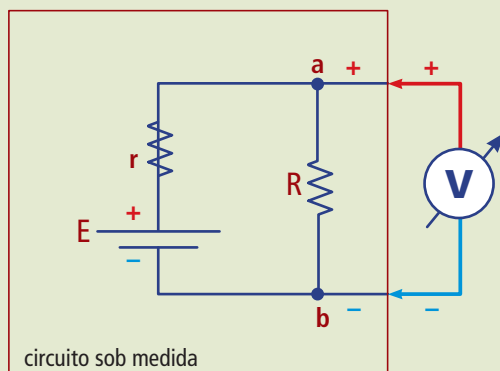 a + +
r
R
V
+
E
–
b – –
circuito sob medida